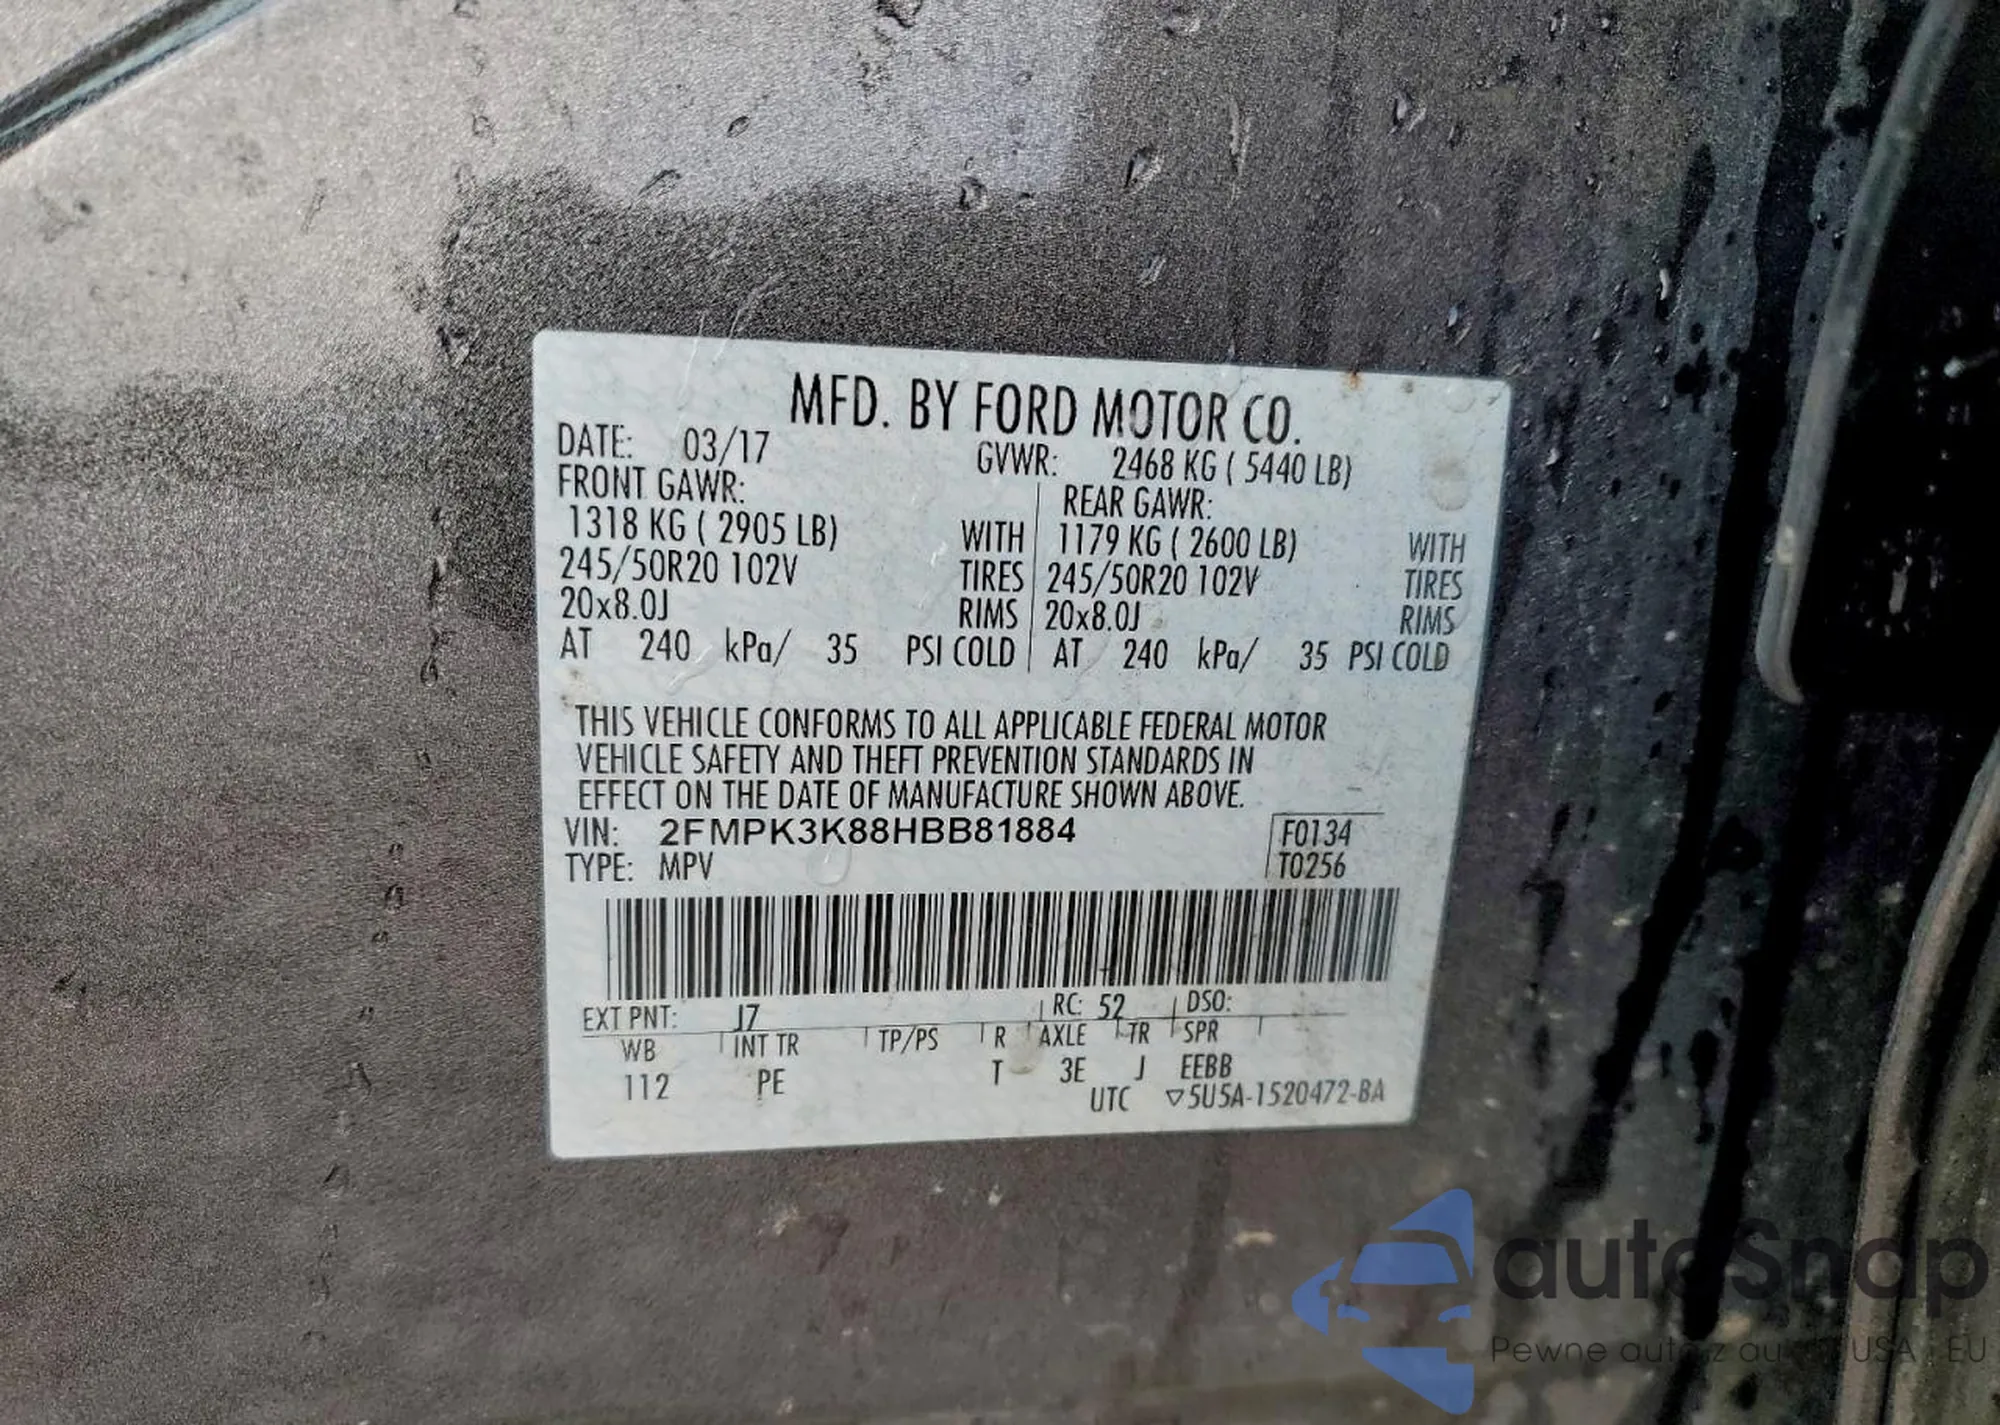 MFD. BY FORD MOTOR CO.
DATE: 03/17 GVWR: 2468 KG ( 5440 LB)
FRONT GAWR: REAR GAWR:
1318 KG ( 2905 LB) WITH 1179 KG ( 2600 LB) WITH
245/50R20 102V TIRES 245/50R20 102V TIRES
20x8.0J RIMS 20x8.0J RIMS
AT 240 kPa/ 35 PSI COLD AT 240 kPa/ 35 PSI COLD
THIS VEHICLE CONFORMS TO ALL APPLICABLE FEDERAL MOTOR
VEHICLE SAFETY AND THEFT PREVENTION STANDARDS IN
EFFECT ON THE DATE OF MANUFACTURE SHOWN ABOVE.
VIN: 2FMPK3K88HBB81884 F0134
TYPE: MPV T0256
EXT PNT: J7 RC: 52 DSO:
WB INT TR TP/PS R AXLE TR SPR
112 PE T 3E J EEBB
UTC ▽5U5A-1520472-BA
autoSnap
Pewne auta z USA EU